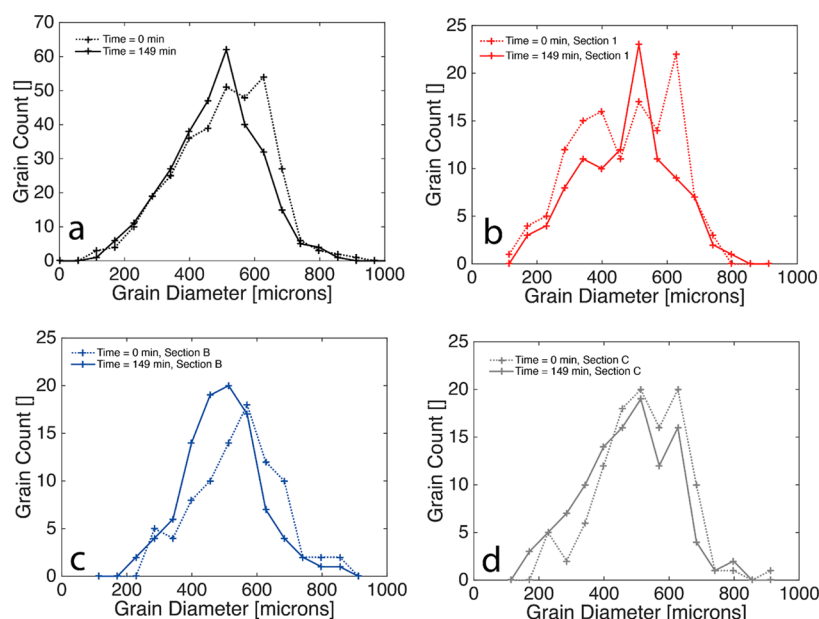 70
60
50
40
30
20
10
0
Grain Count []
Time = 0 min
Time = 149 min
a
0
200
400
600
800
1000
Grain Diameter [microns]
25
20
15
10
5
0
Grain Count []
Time = 0 min, Section 1
Time = 149 min, Section 1
b
0
200
400
600
800
1000
Grain Diameter [microns]
25
20
15
10
5
0
Grain Count []
Time = 0 min, Section B
Time = 149 min, Section B
c
0
200
400
600
800
1000
Grain Diameter [microns]
25
20
15
10
5
0
Grain Count []
Time = 0 min, Section C
Time = 149 min, Section C
d
0
200
400
600
800
1000
Grain Diameter [microns]